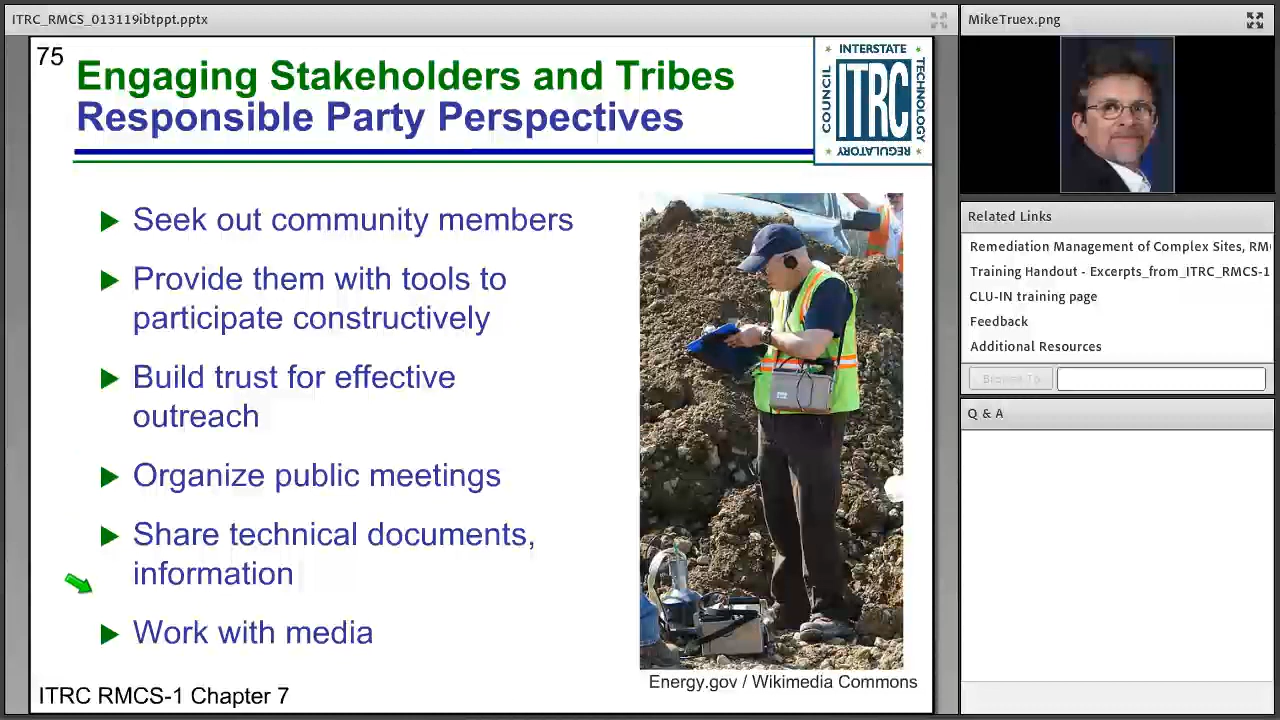 ITRC_RMCS_013119ibtppt.pptx
MikeTruex.png
75
Engaging Stakeholders and Tribes
Responsible Party Perspectives
INTERSTATE
COUNCIL
ITRC
TECHNOLOGY
REGULATORY
Seek out community members
Provide them with tools to
participate constructively
Build trust for effective
outreach
Organize public meetings
Share technical documents,
information
Work with media
Energy.gov / Wikimedia Commons
ITRC RMCS-1 Chapter 7
Related Links
Remediation Management of Complex Sites, RM
Training Handout - Excerpts_from_ITRC_RMCS-1
CLU-IN training page
Feedback
Additional Resources
Browse To
Q & A